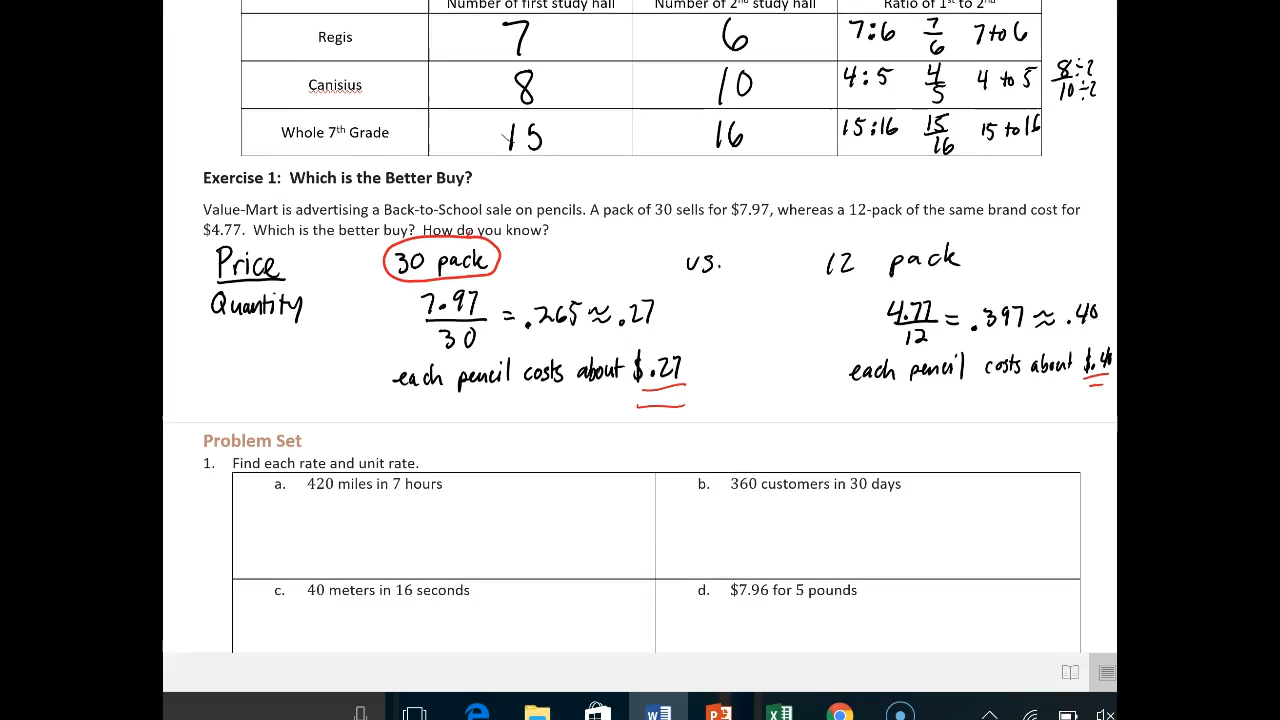 Number of first study hall Number of 2nd study hall Ratio of 1st to 2nd
Regis 7 6 7:6 7/6 7 to 6
Canisius 8 10 4:5 4/5 4 to 5 8÷2/10÷2
Whole 7th Grade 15 16 15:16 15/16 15 to 16
Exercise 1: Which is the Better Buy?
Value-Mart is advertising a Back-to-School sale on pencils. A pack of 30 sells for $7.97, whereas a 12-pack of the same brand cost for
$4.77. Which is the better buy? How do you know?
Price 30 pack vs. 12 pack
Quantity 7.97/30 = .265 ≈ .27 4.77/12 = .397 ≈ .40
each pencil costs about $.27 each pencil costs about $.40
Problem Set
1. Find each rate and unit rate.
a. 420 miles in 7 hours b. 360 customers in 30 days
c. 40 meters in 16 seconds d. $7.96 for 5 pounds